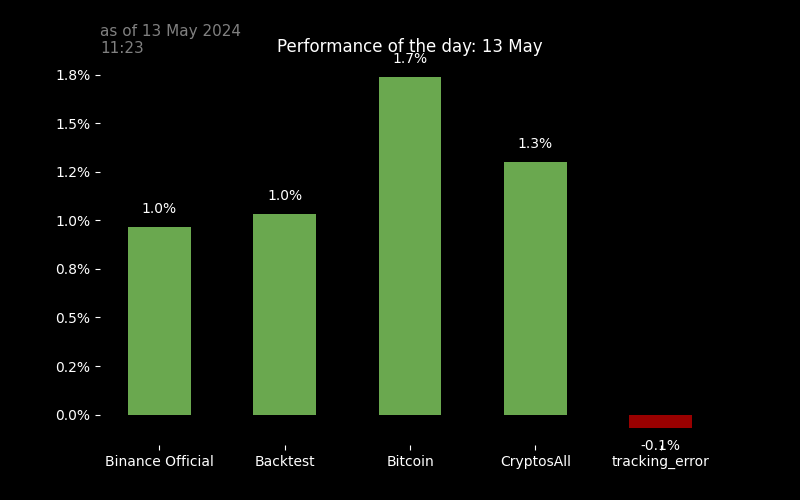 as of 13 May 2024
11:23
Performance of the day: 13 May
1.7%
1.8%
1.5%
1.3%
1.2%
1.0%
1.0%
1.0%
0.8%
0.5%
0.2%
0.0%
-0.1%
Binance Official
Backtest
Bitcoin
CryptosAll
tracking_error